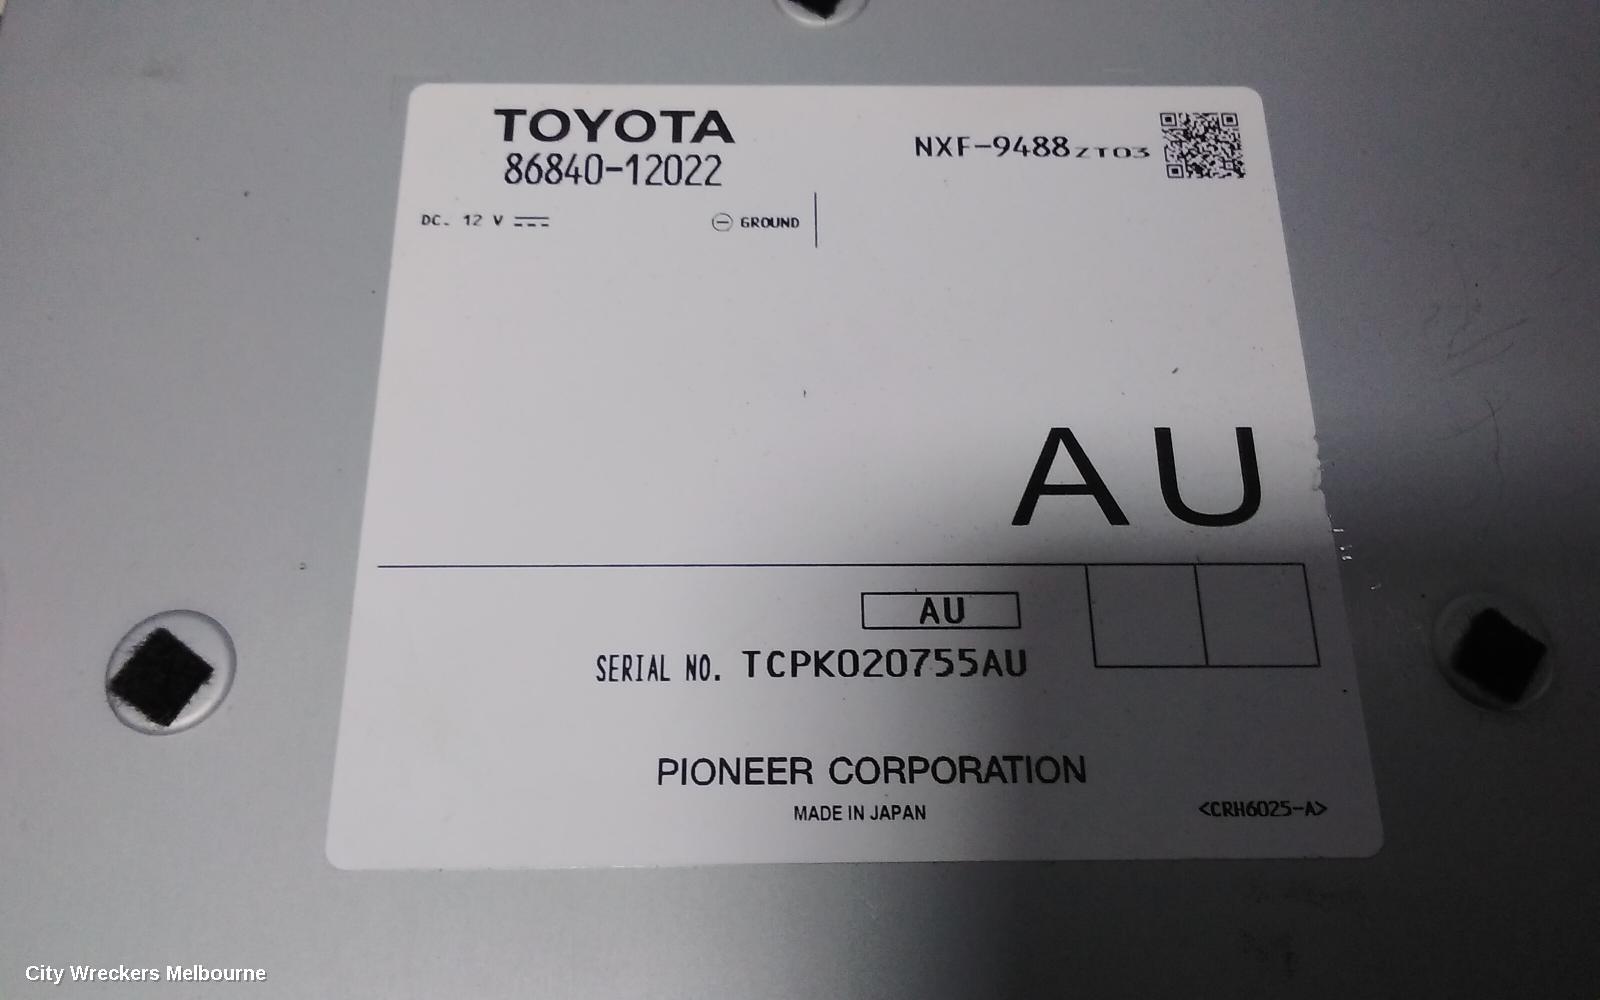 TOYOTA
86840-12022
NXF-9488ZT03
DC. 12 V
GROUND
AU
AU
SERIAL NO. TCPK020755AU
PIONEER CORPORATION
MADE IN JAPAN
<CRH6025-A>
City Wreckers Melbourne